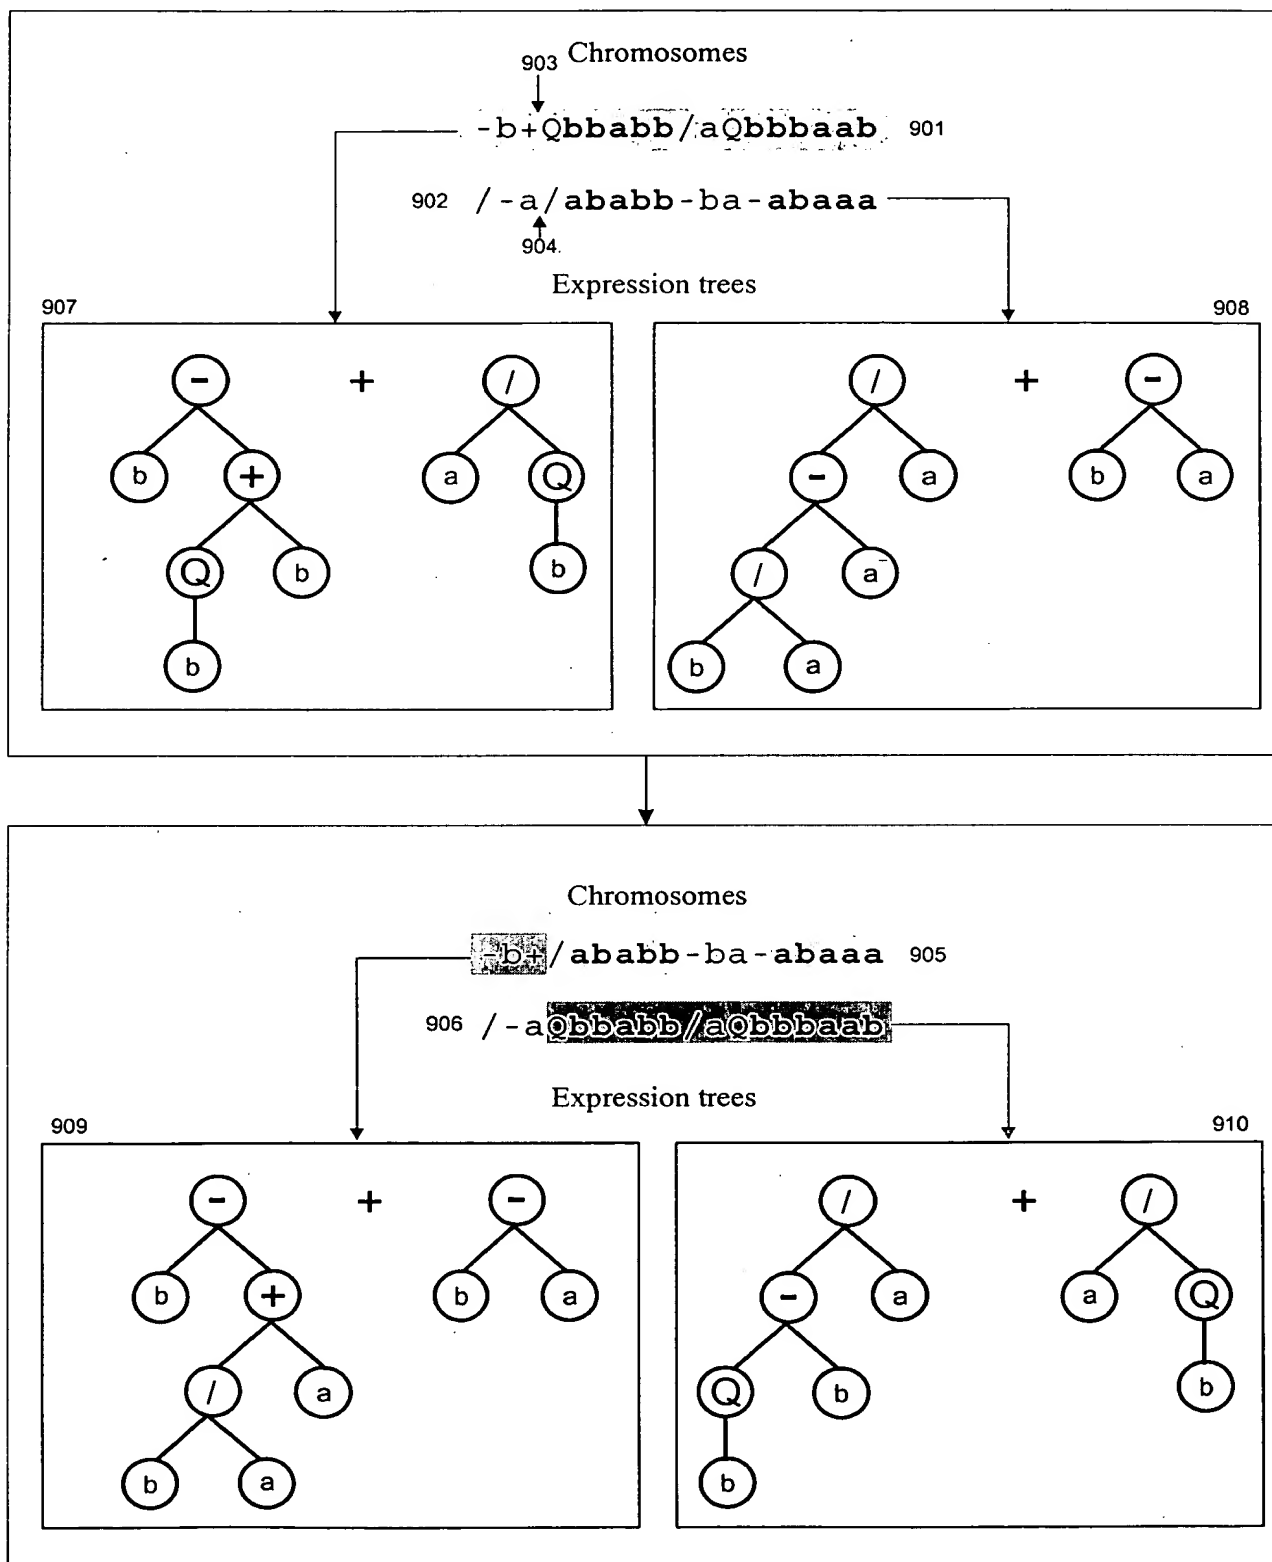 Chromosomes
903
-b+Qbbabb/aQbbbaab 901
902 /-a/ababb-ba-abaaa
904
Expression trees
907 908
- + / / + -
b + a Q - a b a
Q b b / a
b b a
Chromosomes
-b+/ababb-ba-abaaa 905
906 /-aQbbabb/aQbbbaab
Expression trees
909 910
- + - / + /
b + b a - a a Q
/ a Q b b
b a b